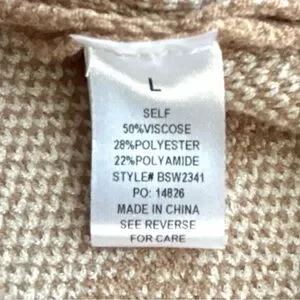 L
SELF
50%VISCOSE
28%POLYESTER
22%POLYAMIDE
STYLE# BSW2341
PO: 14826
MADE IN CHINA
SEE REVERSE
FOR CARE